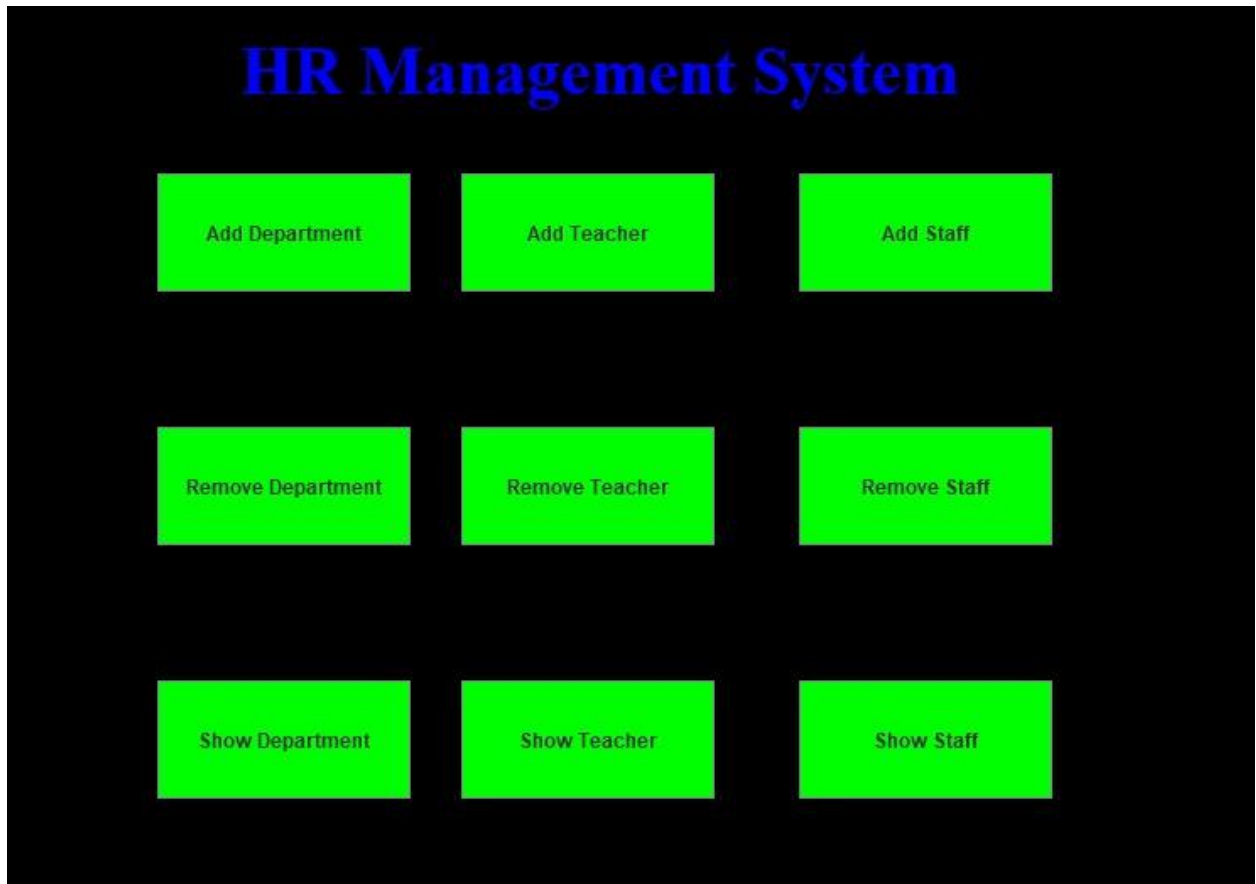 HR Management System
Add Department
Add Teacher
Add Staff
Remove Department
Remove Teacher
Remove Staff
Show Department
Show Teacher
Show Staff